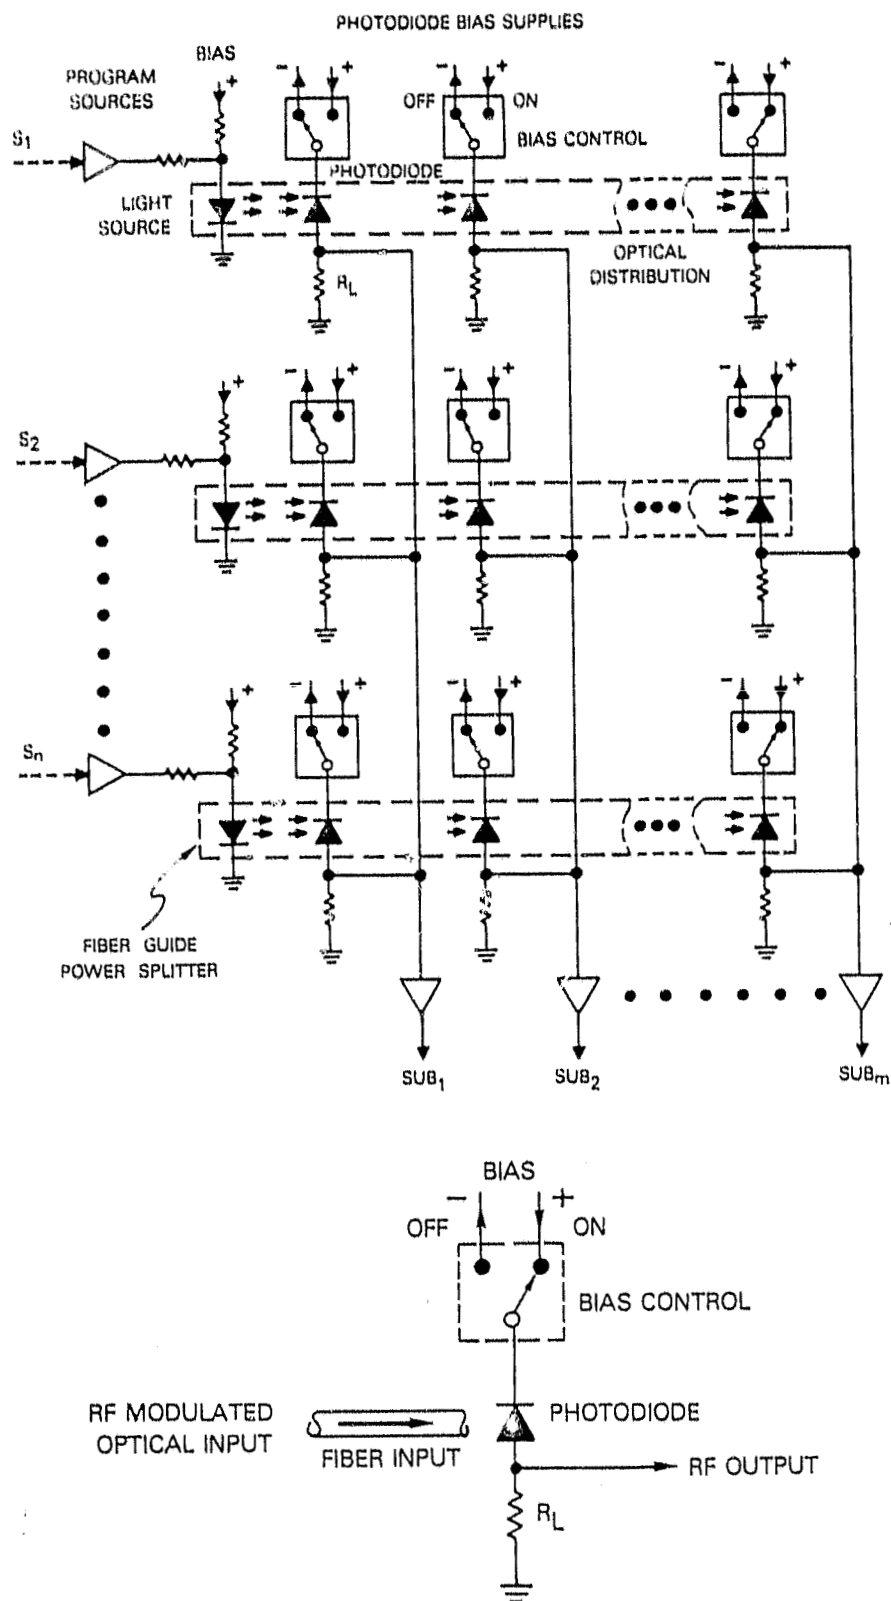 PHOTODIODE BIAS SUPPLIES
PROGRAM
SOURCES
BIAS
+
- +
- +
- +
OFF ON
BIAS CONTROL
S1
PHOTODIODE
LIGHT
SOURCE
OPTICAL
DISTRIBUTION
RL
+
- +
- +
- +
S2
+
- +
- +
- +
Sn
FIBER GUIDE
POWER SPLITTER
SUB1 SUB2 SUBm
BIAS
- +
OFF ON
BIAS CONTROL
RF MODULATED
OPTICAL INPUT
FIBER INPUT
PHOTODIODE
RF OUTPUT
RL